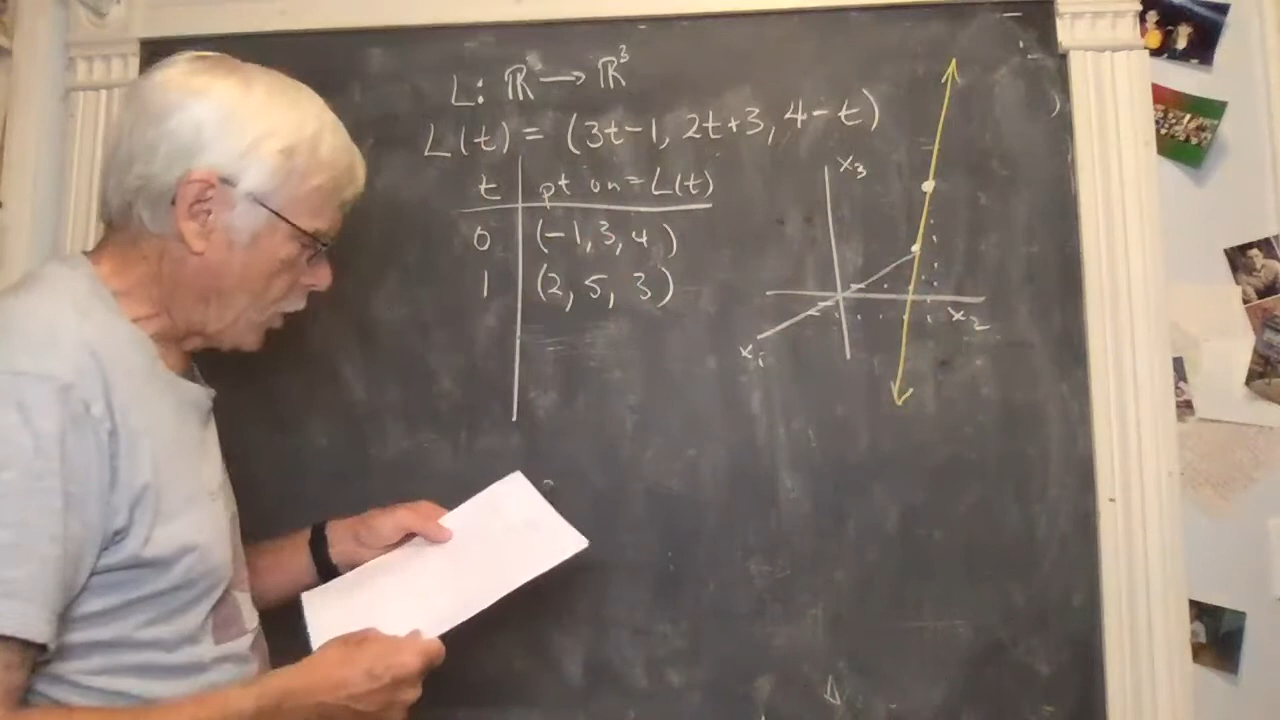 L: ℝ → ℝ³
L(t) = (3t-1, 2t+3, 4-t)
t pt on = L(t)
0 (-1, 3, 4)
1 (2, 5, 3)
x₃
x₂
x₁